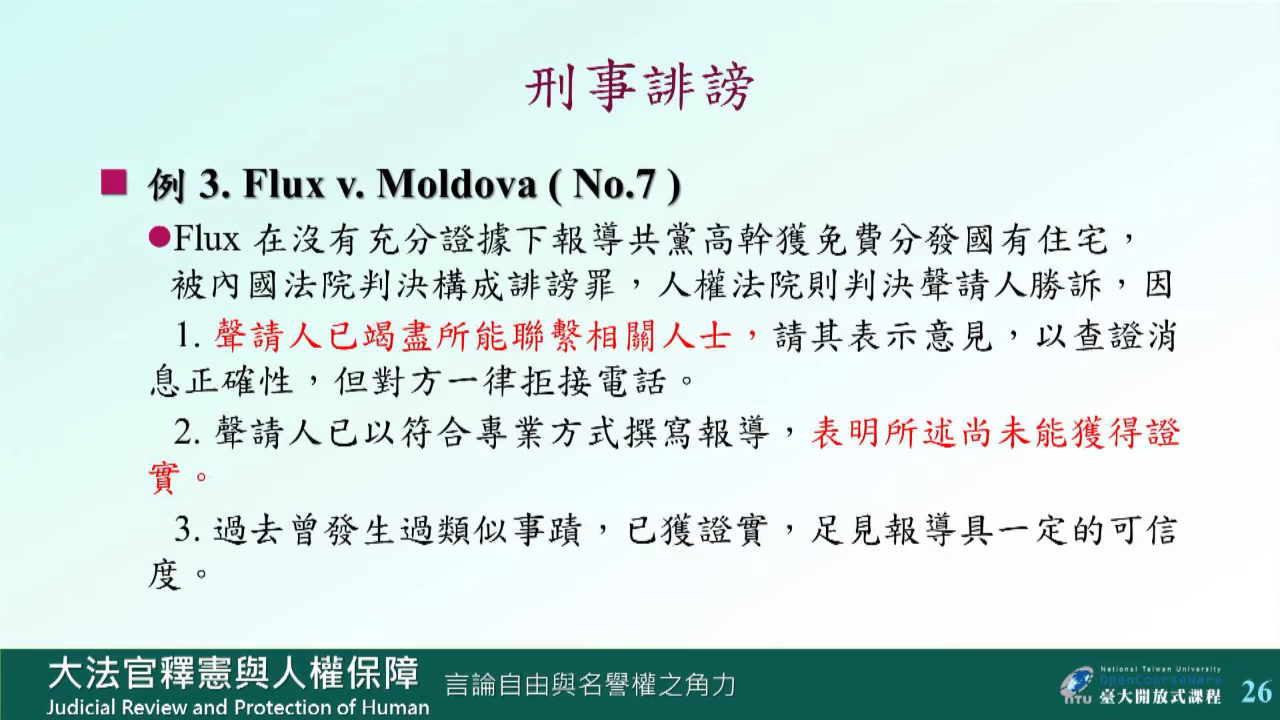 刑事誹謗
例 3. Flux v. Moldova ( No.7 )
Flux 在沒有充分證據下報導共黨高幹獲免費分發國有住宅，
被內國法院判決構成誹謗罪，人權法院則判決聲請人勝訴，因
1. 聲請人已竭盡所能聯繫相關人士，請其表示意見，以查證消
息正確性，但對方一律拒接電話。
2. 聲請人已以符合專業方式撰寫報導，表明所述尚未能獲得證
實。
3. 過去曾發生過類似事蹟，已獲證實，足見報導具一定的可信
度。
大法官釋憲與人權保障
Judicial Review and Protection of Human
言論自由與名譽權之角力
National Taiwan University
OpenCourseWare
NTU 臺大開放式課程
26